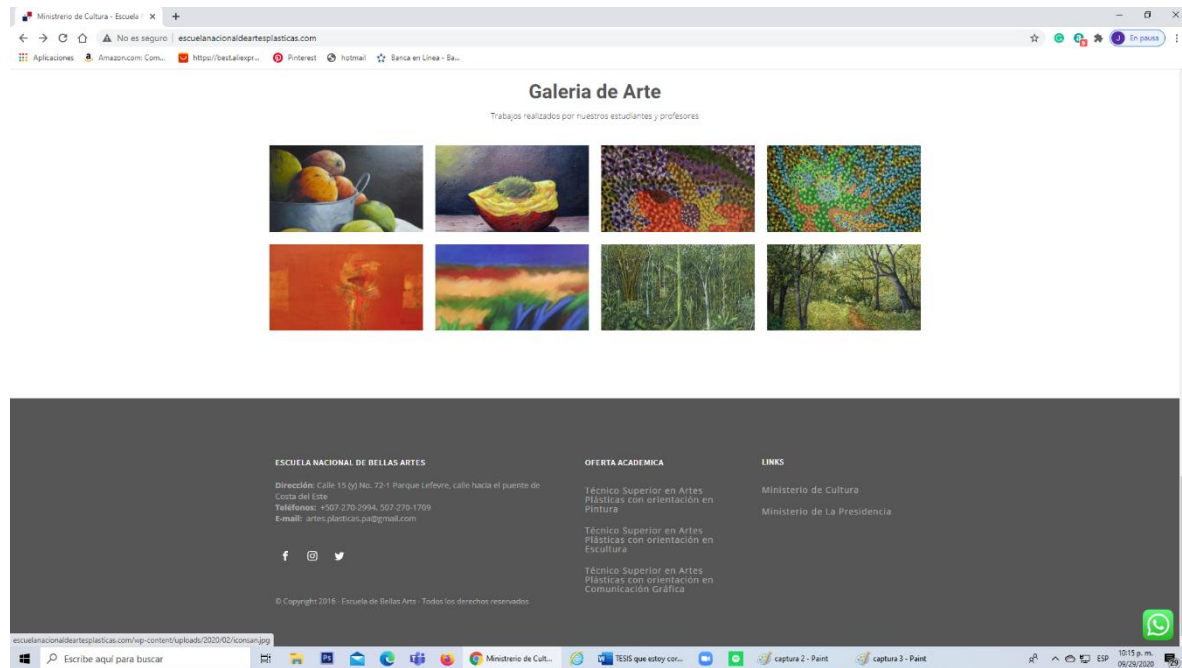 Ministrerio de Cultura - Escuela
No es seguro | escuelanacionaldeartesplasticas.com
En pausa
Aplicaciones Amazon.com: Com... https://best.aliexpr... Pinterest hotmail Banca en Línea - Ba...
Galeria de Arte
Trabajos realizados por nuestros estudiantes y profesores
ESCUELA NACIONAL DE BELLAS ARTES
Dirección: Calle 15 (y) No. 72-1 Parque Lefevre, calle hacia el puente de
Costa del Este
Teléfonos: +507-270-2994, 507-270-1709
E-mail: artes.plasticas.pa@gmail.com
© Copyright 2016 - Escuela de Bellas Arts - Todos los derechos reservados
OFERTA ACADEMICA
Técnico Superior en Artes
Plásticas con orientación en
Pintura
Técnico Superior en Artes
Plásticas con orientación en
Escultura
Técnico Superior en Artes
Plásticas con orientación en
Comunicación Gráfica
LINKS
Ministerio de Cultura
Ministerio de La Presidencia
escuelanacionaldeartesplasticas.com/wp-content/uploads/2020/02/iconsan.jpg
Escribe aquí para buscar
Ministrerio de Cult...
TESIS que estoy cor...
captura 2 - Paint
captura 3 - Paint
ESP
10:15 p. m.
09/29/2020